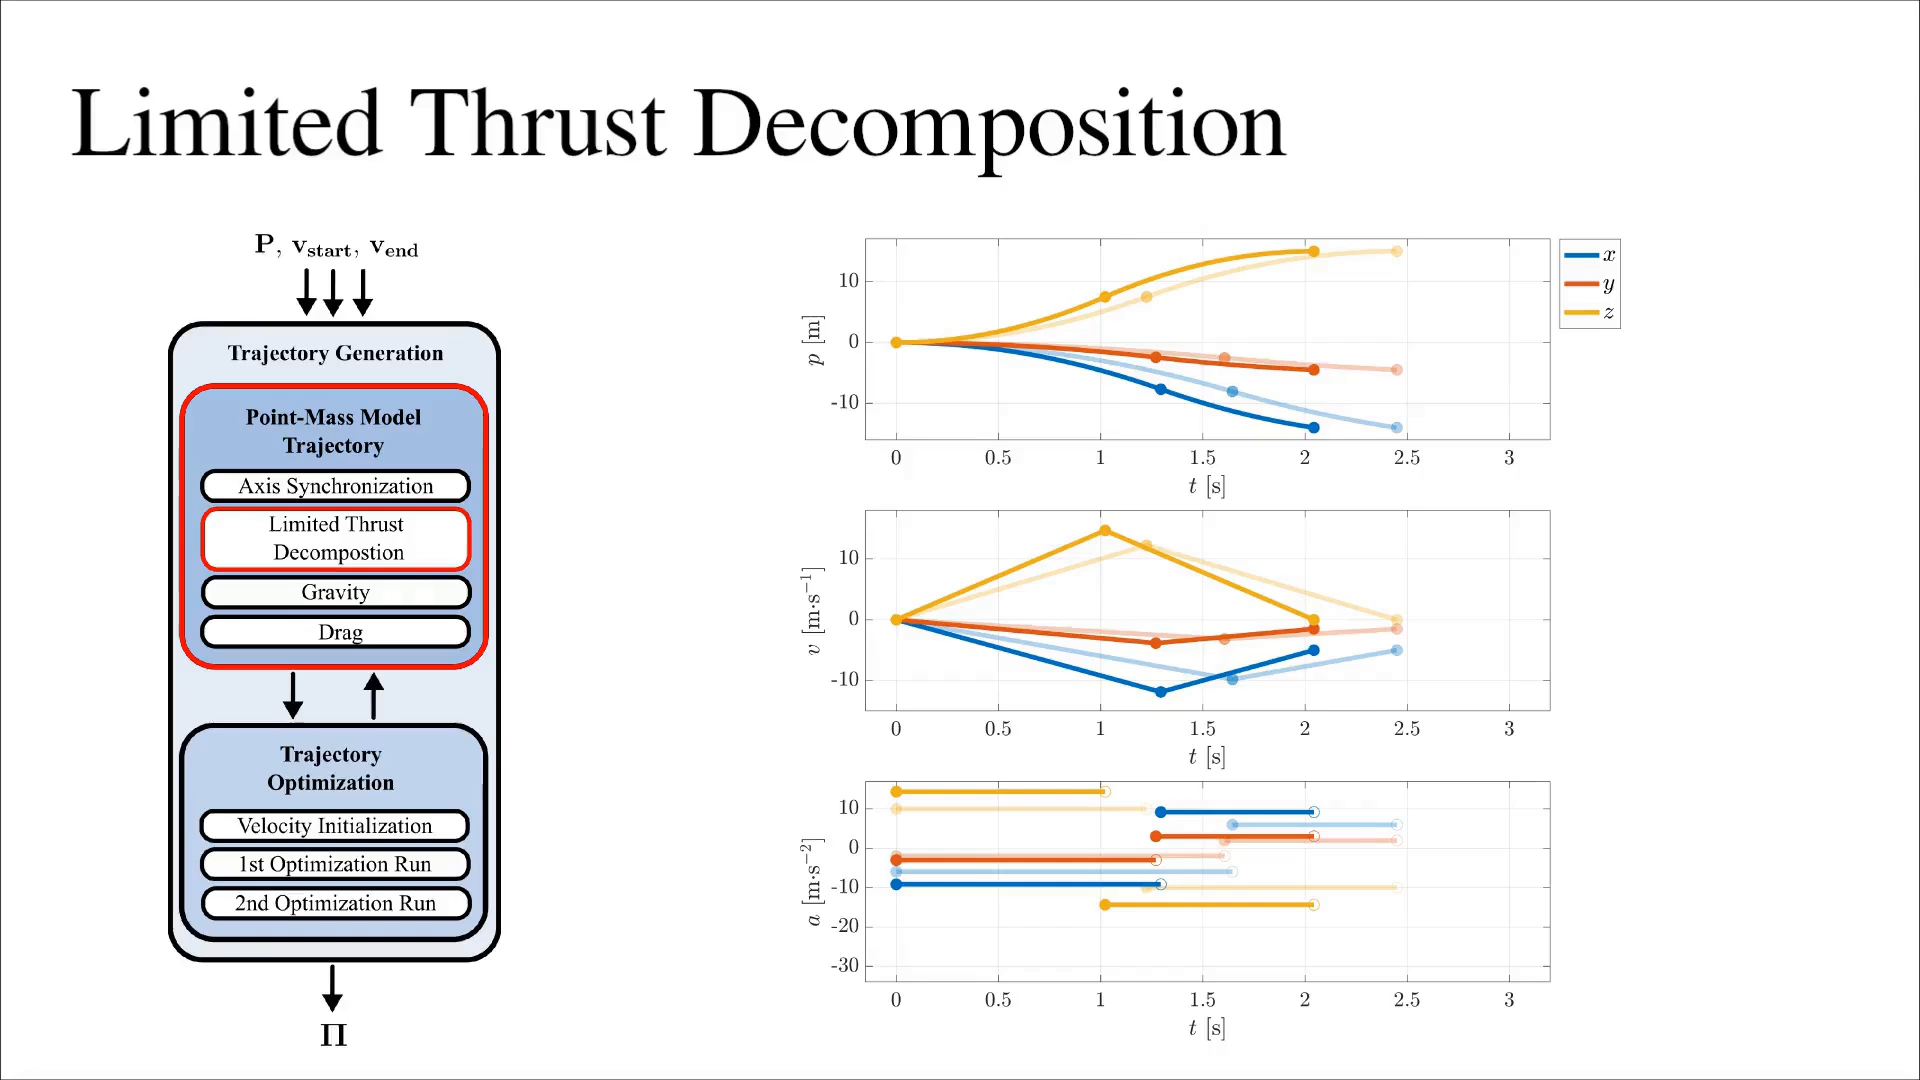 Limited Thrust Decomposition
P, v_start, v_end
Trajectory Generation
Point-Mass Model
Trajectory
Axis Synchronization
Limited Thrust
Decompostion
Gravity
Drag
Trajectory
Optimization
Velocity Initialization
1st Optimization Run
2nd Optimization Run
Π
10
0
-10
p [m]
0 0.5 1 1.5 2 2.5 3
t [s]
x
y
z
10
0
-10
v [m·s⁻¹]
0 0.5 1 1.5 2 2.5 3
t [s]
10
0
-10
-20
-30
a [m·s⁻²]
0 0.5 1 1.5 2 2.5 3
t [s]